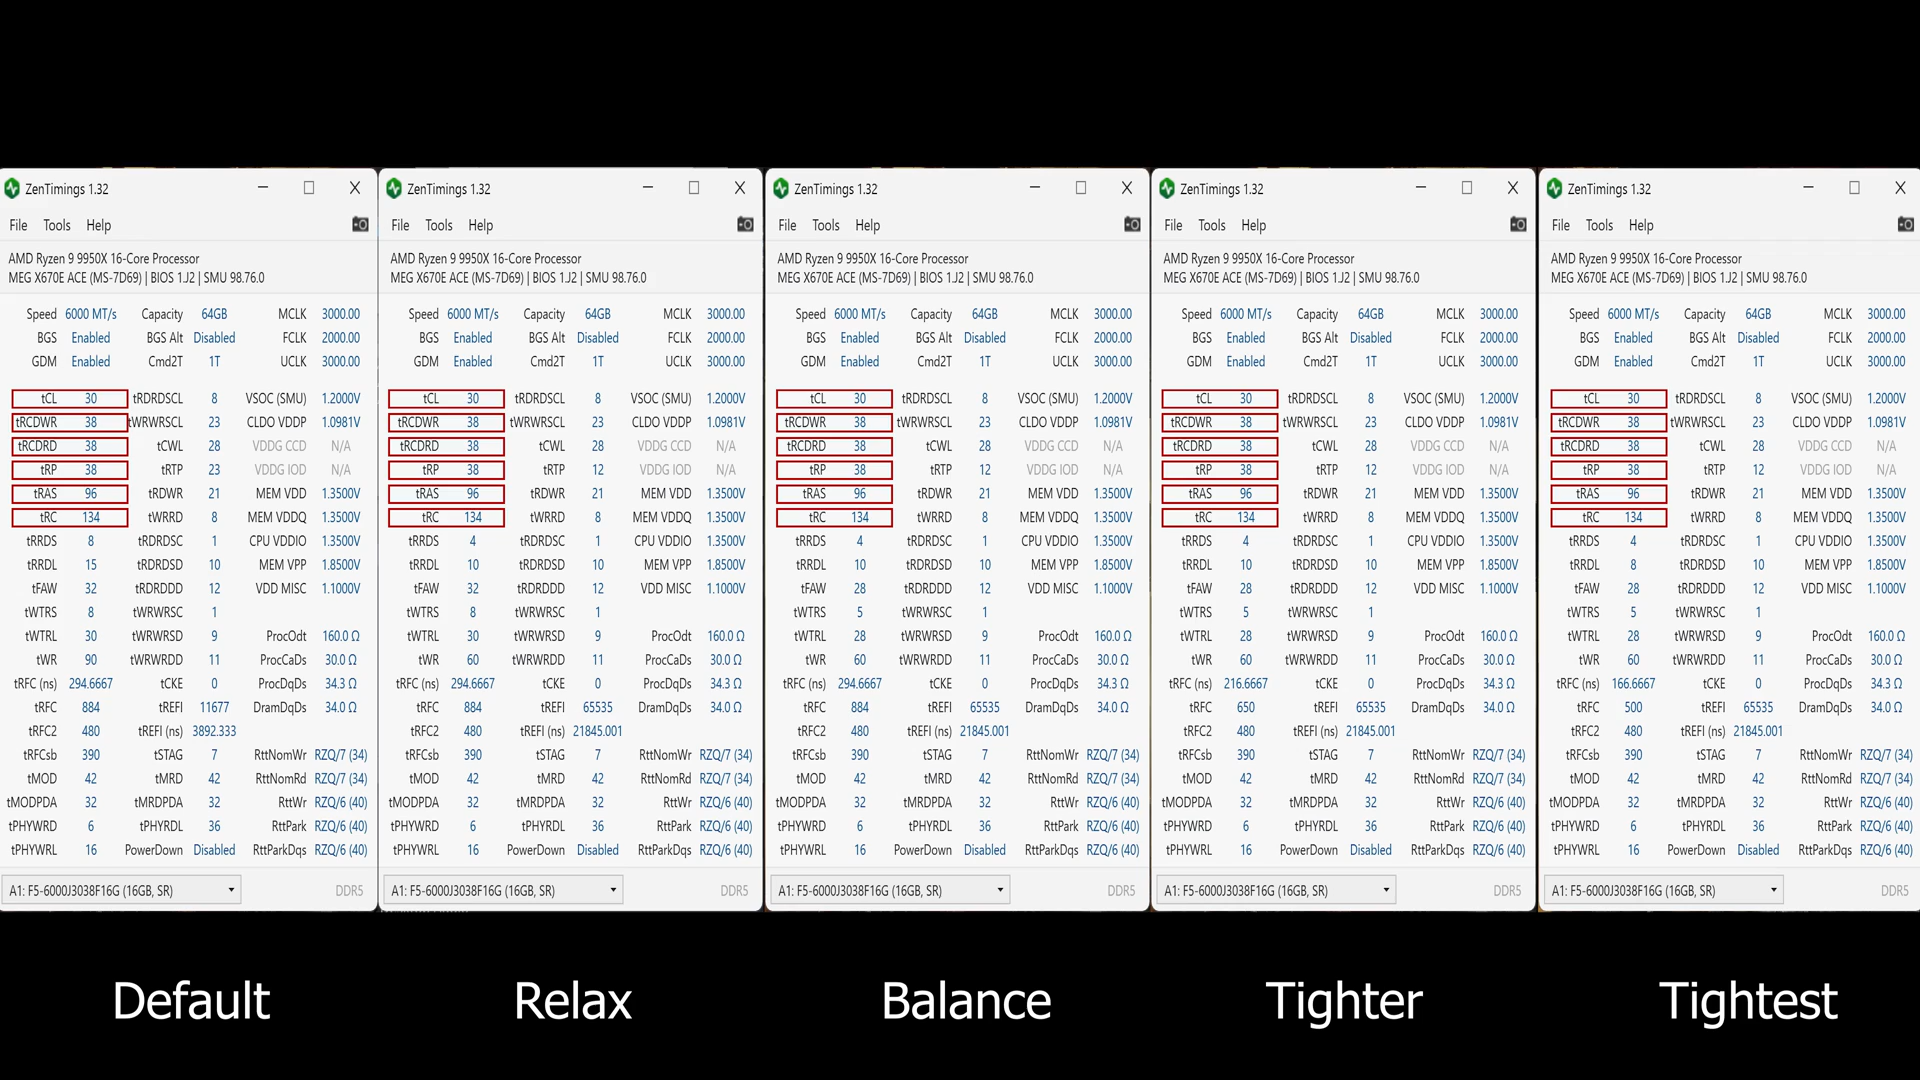 ZenTimings 1.32
File Tools Help
AMD Ryzen 9 9950X 16-Core Processor
MEG X670E ACE (MS-7D69) | BIOS 1.J2 | SMU 98.76.0
Speed 6000 MT/s Capacity 64GB MCLK 3000.00
BGS Enabled BGS Alt Disabled FCLK 2000.00
GDM Enabled Cmd2T 1T UCLK 3000.00
tCL 30 tRDRDSCL 8 VSOC (SMU) 1.2000V
tRCDWR 38 tWRWRSCL 23 CLDO VDDP 1.0981V
tRCDRD 38 tCWL 28 VDDG CCD N/A
tRP 38 tRTP 23 VDDG IOD N/A
tRAS 96 tRDWR 21 MEM VDD 1.3500V
tRC 134 tWRRD 8 MEM VDDQ 1.3500V
tRRDS 8 tRDRDSC 1 CPU VDDIO 1.3500V
tRRDL 15 tRDRDSD 10 MEM VPP 1.8500V
tFAW 32 tRDRDDD 12 VDD MISC 1.1000V
tWTRS 8 tWRWRSC 1
tWTRL 30 tWRWRSD 9 ProcOdt 160.0 Ω
tWR 90 tWRWRDD 11 ProcCaDs 30.0 Ω
tRFC (ns) 294.6667 tCKE 0 ProcDqDs 34.3 Ω
tRFC 884 tREFI 11677 DramDqDs 34.0 Ω
tRFC2 480 tREFI (ns) 3892.333
tRFCsb 390 tSTAG 7 RttNomWr RZQ/7 (34)
tMOD 42 tMRD 42 RttNomRd RZQ/7 (34)
tMODPDA 32 tMRDPDA 32 RttWr RZQ/6 (40)
tPHYWRD 6 tPHYRDL 36 RttPark RZQ/6 (40)
tPHYWRL 16 PowerDown Disabled RttParkDqs RZQ/6 (40)
A1: F5-6000J3038F16G (16GB, SR) DDR5
Default
ZenTimings 1.32
File Tools Help
AMD Ryzen 9 9950X 16-Core Processor
MEG X670E ACE (MS-7D69) | BIOS 1.J2 | SMU 98.76.0
Speed 6000 MT/s Capacity 64GB MCLK 3000.00
BGS Enabled BGS Alt Disabled FCLK 2000.00
GDM Enabled Cmd2T 1T UCLK 3000.00
tCL 30 tRDRDSCL 8 VSOC (SMU) 1.2000V
tRCDWR 38 tWRWRSCL 23 CLDO VDDP 1.0981V
tRCDRD 38 tCWL 28 VDDG CCD N/A
tRP 38 tRTP 12 VDDG IOD N/A
tRAS 96 tRDWR 21 MEM VDD 1.3500V
tRC 134 tWRRD 8 MEM VDDQ 1.3500V
tRRDS 4 tRDRDSC 1 CPU VDDIO 1.3500V
tRRDL 10 tRDRDSD 10 MEM VPP 1.8500V
tFAW 32 tRDRDDD 12 VDD MISC 1.1000V
tWTRS 8 tWRWRSC 1
tWTRL 30 tWRWRSD 9 ProcOdt 160.0 Ω
tWR 60 tWRWRDD 11 ProcCaDs 30.0 Ω
tRFC (ns) 294.6667 tCKE 0 ProcDqDs 34.3 Ω
tRFC 884 tREFI 65535 DramDqDs 34.0 Ω
tRFC2 480 tREFI (ns) 21845.001
tRFCsb 390 tSTAG 7 RttNomWr RZQ/7 (34)
tMOD 42 tMRD 42 RttNomRd RZQ/7 (34)
tMODPDA 32 tMRDPDA 32 RttWr RZQ/6 (40)
tPHYWRD 6 tPHYRDL 36 RttPark RZQ/6 (40)
tPHYWRL 16 PowerDown Disabled RttParkDqs RZQ/6 (40)
A1: F5-6000J3038F16G (16GB, SR) DDR5
Relax
ZenTimings 1.32
File Tools Help
AMD Ryzen 9 9950X 16-Core Processor
MEG X670E ACE (MS-7D69) | BIOS 1.J2 | SMU 98.76.0
Speed 6000 MT/s Capacity 64GB MCLK 3000.00
BGS Enabled BGS Alt Disabled FCLK 2000.00
GDM Enabled Cmd2T 1T UCLK 3000.00
tCL 30 tRDRDSCL 8 VSOC (SMU) 1.2000V
tRCDWR 38 tWRWRSCL 23 CLDO VDDP 1.0981V
tRCDRD 38 tCWL 28 VDDG CCD N/A
tRP 38 tRTP 12 VDDG IOD N/A
tRAS 96 tRDWR 21 MEM VDD 1.3500V
tRC 134 tWRRD 8 MEM VDDQ 1.3500V
tRRDS 4 tRDRDSC 1 CPU VDDIO 1.3500V
tRRDL 10 tRDRDSD 10 MEM VPP 1.8500V
tFAW 28 tRDRDDD 12 VDD MISC 1.1000V
tWTRS 5 tWRWRSC 1
tWTRL 28 tWRWRSD 9 ProcOdt 160.0 Ω
tWR 60 tWRWRDD 11 ProcCaDs 30.0 Ω
tRFC (ns) 294.6667 tCKE 0 ProcDqDs 34.3 Ω
tRFC 884 tREFI 65535 DramDqDs 34.0 Ω
tRFC2 480 tREFI (ns) 21845.001
tRFCsb 390 tSTAG 7 RttNomWr RZQ/7 (34)
tMOD 42 tMRD 42 RttNomRd RZQ/7 (34)
tMODPDA 32 tMRDPDA 32 RttWr RZQ/6 (40)
tPHYWRD 6 tPHYRDL 36 RttPark RZQ/6 (40)
tPHYWRL 16 PowerDown Disabled RttParkDqs RZQ/6 (40)
A1: F5-6000J3038F16G (16GB, SR) DDR5
Balance
ZenTimings 1.32
File Tools Help
AMD Ryzen 9 9950X 16-Core Processor
MEG X670E ACE (MS-7D69) | BIOS 1.J2 | SMU 98.76.0
Speed 6000 MT/s Capacity 64GB MCLK 3000.00
BGS Enabled BGS Alt Disabled FCLK 2000.00
GDM Enabled Cmd2T 1T UCLK 3000.00
tCL 30 tRDRDSCL 8 VSOC (SMU) 1.2000V
tRCDWR 38 tWRWRSCL 23 CLDO VDDP 1.0981V
tRCDRD 38 tCWL 28 VDDG CCD N/A
tRP 38 tRTP 12 VDDG IOD N/A
tRAS 96 tRDWR 21 MEM VDD 1.3500V
tRC 134 tWRRD 8 MEM VDDQ 1.3500V
tRRDS 4 tRDRDSC 1 CPU VDDIO 1.3500V
tRRDL 10 tRDRDSD 10 MEM VPP 1.8500V
tFAW 28 tRDRDDD 12 VDD MISC 1.1000V
tWTRS 5 tWRWRSC 1
tWTRL 28 tWRWRSD 9 ProcOdt 160.0 Ω
tWR 60 tWRWRDD 11 ProcCaDs 30.0 Ω
tRFC (ns) 216.6667 tCKE 0 ProcDqDs 34.3 Ω
tRFC 650 tREFI 65535 DramDqDs 34.0 Ω
tRFC2 480 tREFI (ns) 21845.001
tRFCsb 390 tSTAG 7 RttNomWr RZQ/7 (34)
tMOD 42 tMRD 42 RttNomRd RZQ/7 (34)
tMODPDA 32 tMRDPDA 32 RttWr RZQ/6 (40)
tPHYWRD 6 tPHYRDL 36 RttPark RZQ/6 (40)
tPHYWRL 16 PowerDown Disabled RttParkDqs RZQ/6 (40)
A1: F5-6000J3038F16G (16GB, SR) DDR5
Tighter
ZenTimings 1.32
File Tools Help
AMD Ryzen 9 9950X 16-Core Processor
MEG X670E ACE (MS-7D69) | BIOS 1.J2 | SMU 98.76.0
Speed 6000 MT/s Capacity 64GB MCLK 3000.00
BGS Enabled BGS Alt Disabled FCLK 2000.00
GDM Enabled Cmd2T 1T UCLK 3000.00
tCL 30 tRDRDSCL 8 VSOC (SMU) 1.2000V
tRCDWR 38 tWRWRSCL 23 CLDO VDDP 1.0981V
tRCDRD 38 tCWL 28 VDDG CCD N/A
tRP 38 tRTP 12 VDDG IOD N/A
tRAS 96 tRDWR 21 MEM VDD 1.3500V
tRC 134 tWRRD 8 MEM VDDQ 1.3500V
tRRDS 4 tRDRDSC 1 CPU VDDIO 1.3500V
tRRDL 8 tRDRDSD 10 MEM VPP 1.8500V
tFAW 28 tRDRDDD 12 VDD MISC 1.1000V
tWTRS 5 tWRWRSC 1
tWTRL 28 tWRWRSD 9 ProcOdt 160.0 Ω
tWR 60 tWRWRDD 11 ProcCaDs 30.0 Ω
tRFC (ns) 166.6667 tCKE 0 ProcDqDs 34.3 Ω
tRFC 500 tREFI 65535 DramDqDs 34.0 Ω
tRFC2 480 tREFI (ns) 21845.001
tRFCsb 390 tSTAG 7 RttNomWr RZQ/7 (34)
tMOD 42 tMRD 42 RttNomRd RZQ/7 (34)
tMODPDA 32 tMRDPDA 32 RttWr RZQ/6 (40)
tPHYWRD 6 tPHYRDL 36 RttPark RZQ/6 (40)
tPHYWRL 16 PowerDown Disabled RttParkDqs RZQ/6 (40)
A1: F5-6000J3038F16G (16GB, SR) DDR5
Tightest